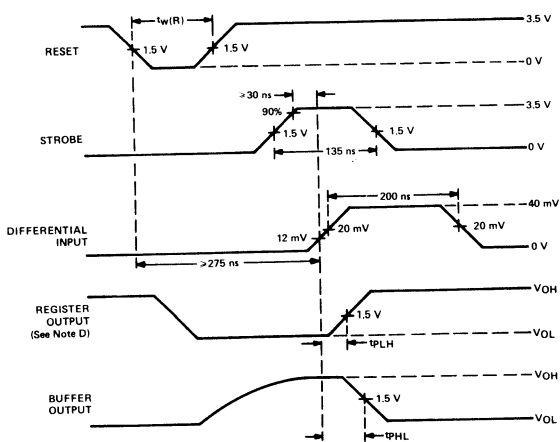 tw(R)
RESET
1.5 V
1.5 V
3.5 V
0 V
≥30 ns
90%
STROBE
1.5 V
1.5 V
135 ns
3.5 V
0 V
200 ns
DIFFERENTIAL
INPUT
12 mV
20 mV
20 mV
40 mV
0 V
≥275 ns
REGISTER
OUTPUT
(See Note D)
1.5 V
VOH
VOL
tPLH
BUFFER
OUTPUT
1.5 V
VOH
VOL
tPHL